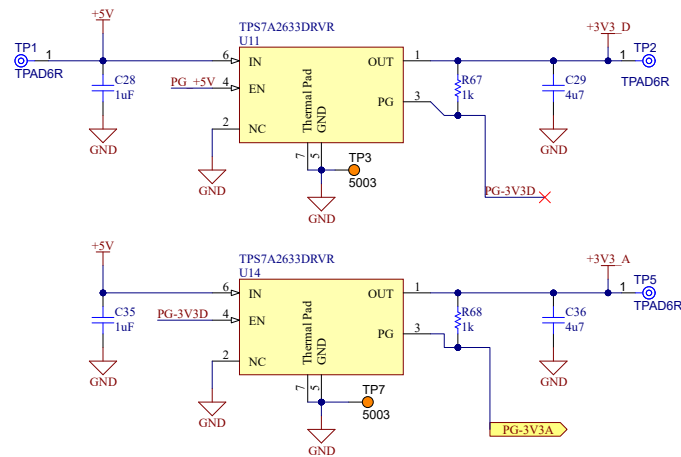 +5V
TPS7A2633DRVR
U11
+3V3_D
TP1
TPAD6R
1
6
IN
OUT
1
1
TP2
TPAD6R
C28
1uF
PG_+5V
4
EN
R67
1k
C29
4u7
PG
3
2
NC
Thermal Pad
GND
GND
7
5
GND
GND
TP3
5003
GND
GND
PG-3V3D
+5V
TPS7A2633DRVR
U14
+3V3_A
6
IN
OUT
1
1
TP5
TPAD6R
C35
1uF
PG-3V3D
4
EN
R68
1k
C36
4u7
PG
3
2
NC
Thermal Pad
GND
GND
7
5
GND
GND
TP7
5003
GND
GND
PG-3V3A